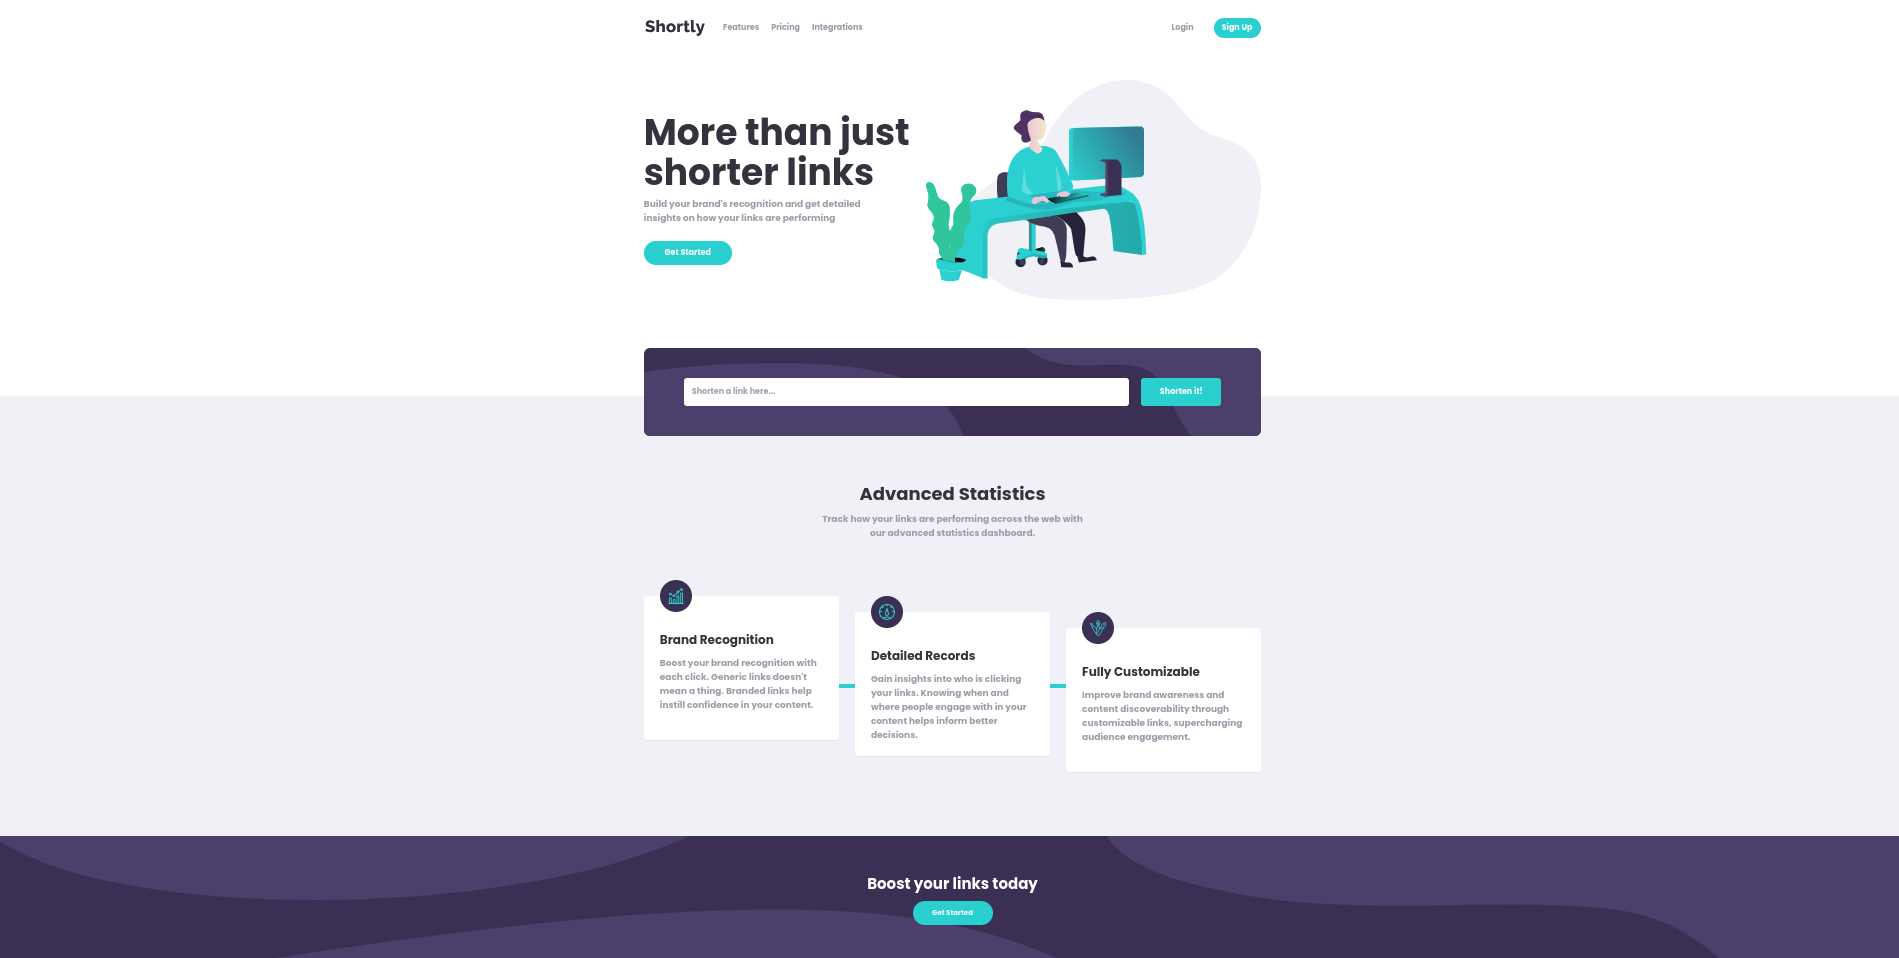 Shortly
Features
Pricing
Integrations
Login
Sign Up
More than just
shorter links
Build your brand's recognition and get detailed
insights on how your links are performing
Get Started
Shorten a link here...
Shorten it!
Advanced Statistics
Track how your links are performing across the web with
our advanced statistics dashboard.
Brand Recognition
Boost your brand recognition with
each click. Generic links doesn't
mean a thing. Branded links help
instill confidence in your content.
Detailed Records
Gain insights into who is clicking
your links. Knowing when and
where people engage with in your
content helps inform better
decisions.
Fully Customizable
Improve brand awareness and
content discoverability through
customizable links, supercharging
audience engagement.
Boost your links today
Get Started